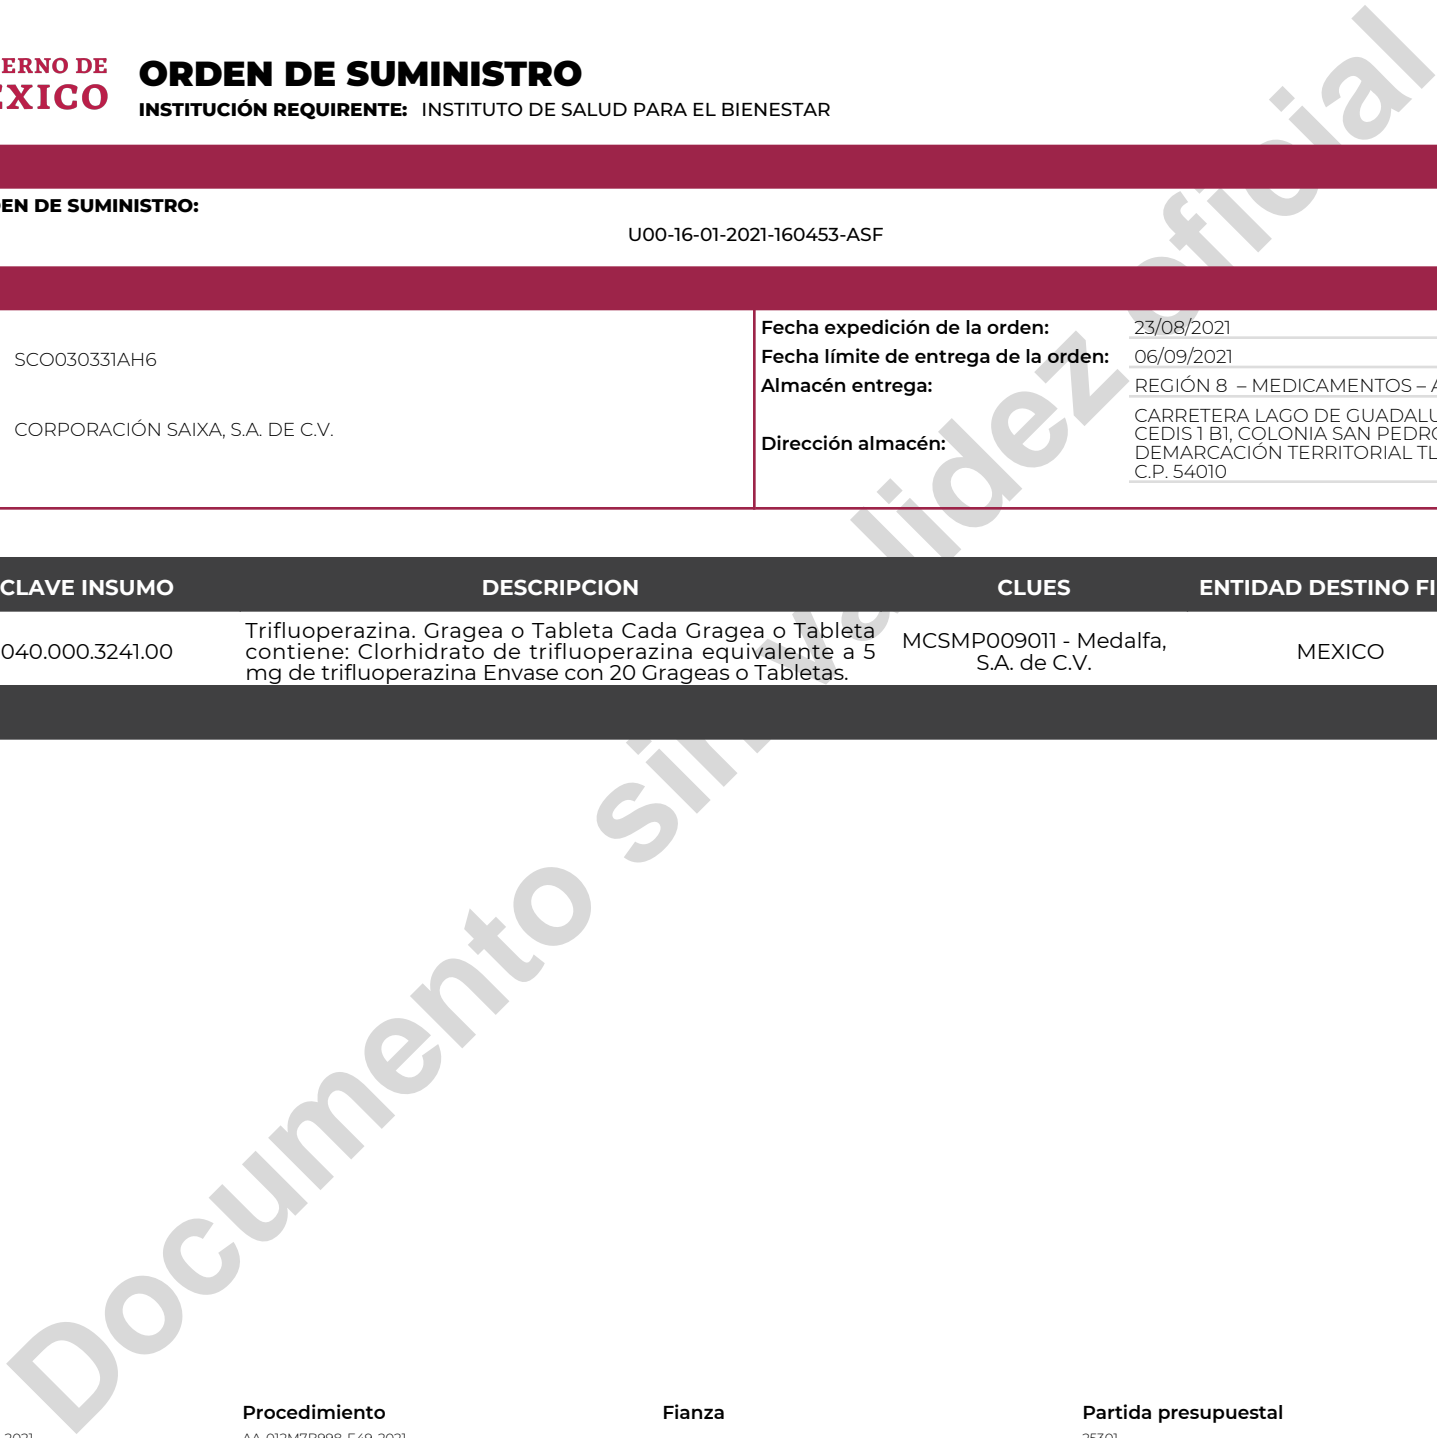 ERNO DE
EXICO
ORDEN DE SUMINISTRO
INSTITUCIÓN REQUIRENTE: INSTITUTO DE SALUD PARA EL BIENESTAR
EN DE SUMINISTRO:
U00-16-01-2021-160453-ASF
SCO030331AH6
CORPORACIÓN SAIXA, S.A. DE C.V.
Fecha expedición de la orden: 23/08/2021
Fecha límite de entrega de la orden: 06/09/2021
Almacén entrega: REGIÓN 8 – MEDICAMENTOS – A
Dirección almacén:
CARRETERA LAGO DE GUADALU
CEDIS 1 B1, COLONIA SAN PEDRO
DEMARCACIÓN TERRITORIAL TL
C.P. 54010
CLAVE INSUMO DESCRIPCION CLUES ENTIDAD DESTINO FI
040.000.3241.00
Trifluoperazina. Gragea o Tableta Cada Gragea o Tableta
contiene: Clorhidrato de trifluoperazina equivalente a 5
mg de trifluoperazina Envase con 20 Grageas o Tabletas.
MCSMP009011 - Medalfa,
S.A. de C.V.
MEXICO
Documento sin validez oficial
Procedimiento Fianza Partida presupuestal